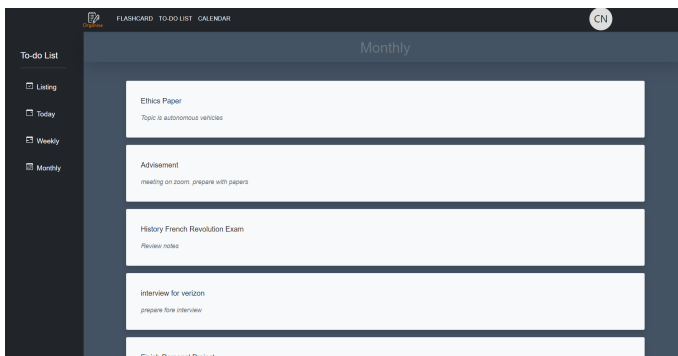 Organise
FLASHCARD TO-DO LIST CALENDAR
CN
To-do List
Listing
Today
Weekly
Monthly
Monthly
Ethics Paper
Topic is autonomous vehicles
Advisement
meeting on zoom. prepare with papers
History French Revolution Exam
Review notes
interview for verizon
prepare fore interview